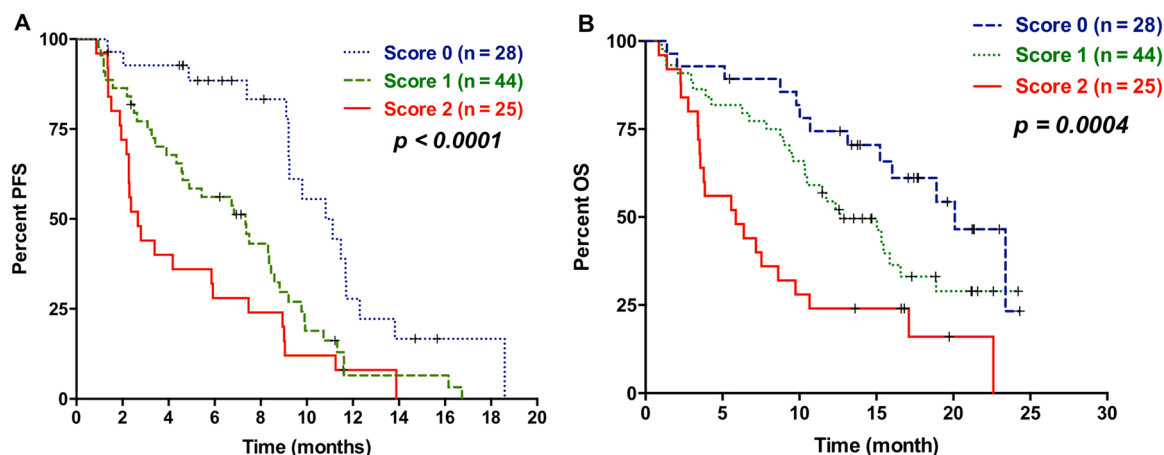 A
Score 0 (n = 28)
Score 1 (n = 44)
Score 2 (n = 25)
p < 0.0001
Percent PFS
100
75
50
25
0
0 2 4 6 8 10 12 14 16 18 20
Time (months)
B
Score 0 (n = 28)
Score 1 (n = 44)
Score 2 (n = 25)
p = 0.0004
Percent OS
100
75
50
25
0
0 5 10 15 20 25 30
Time (month)